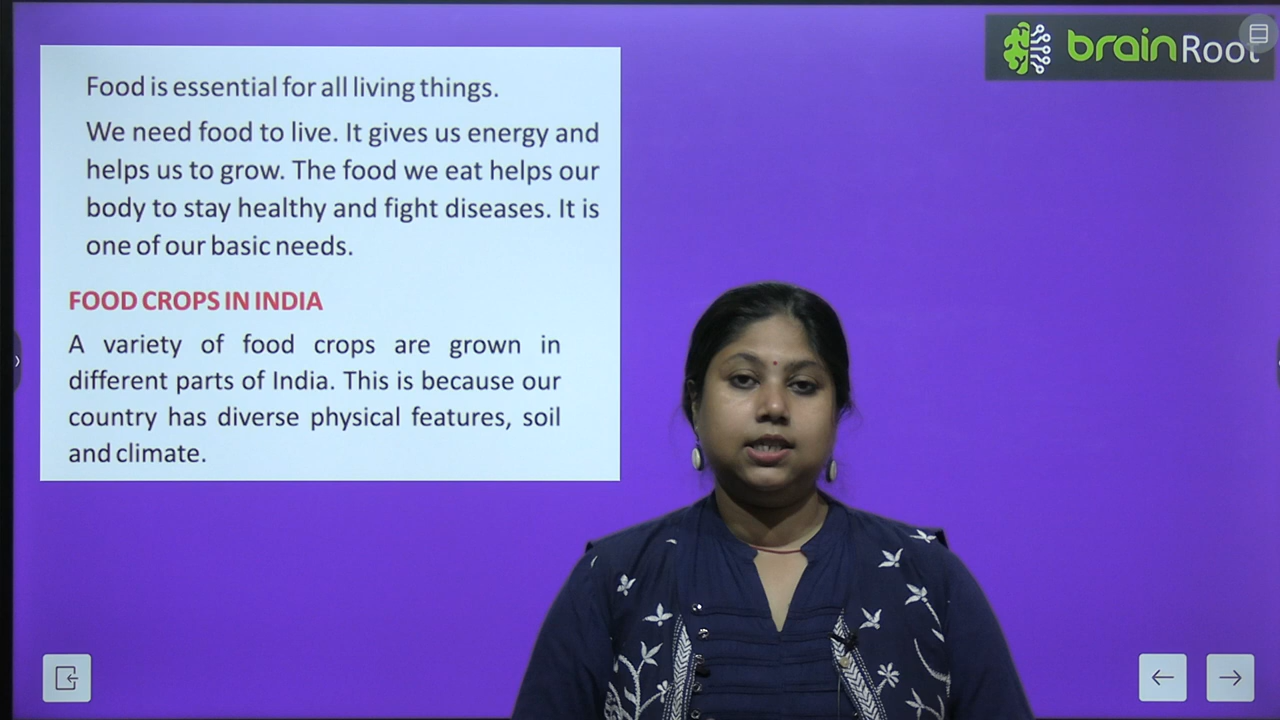 Food is essential for all living things.
We need food to live. It gives us energy and
helps us to grow. The food we eat helps our
body to stay healthy and fight diseases. It is
one of our basic needs.
FOOD CROPS IN INDIA
A variety of food crops are grown in
different parts of India. This is because our
country has diverse physical features, soil
and climate.
brainRoot